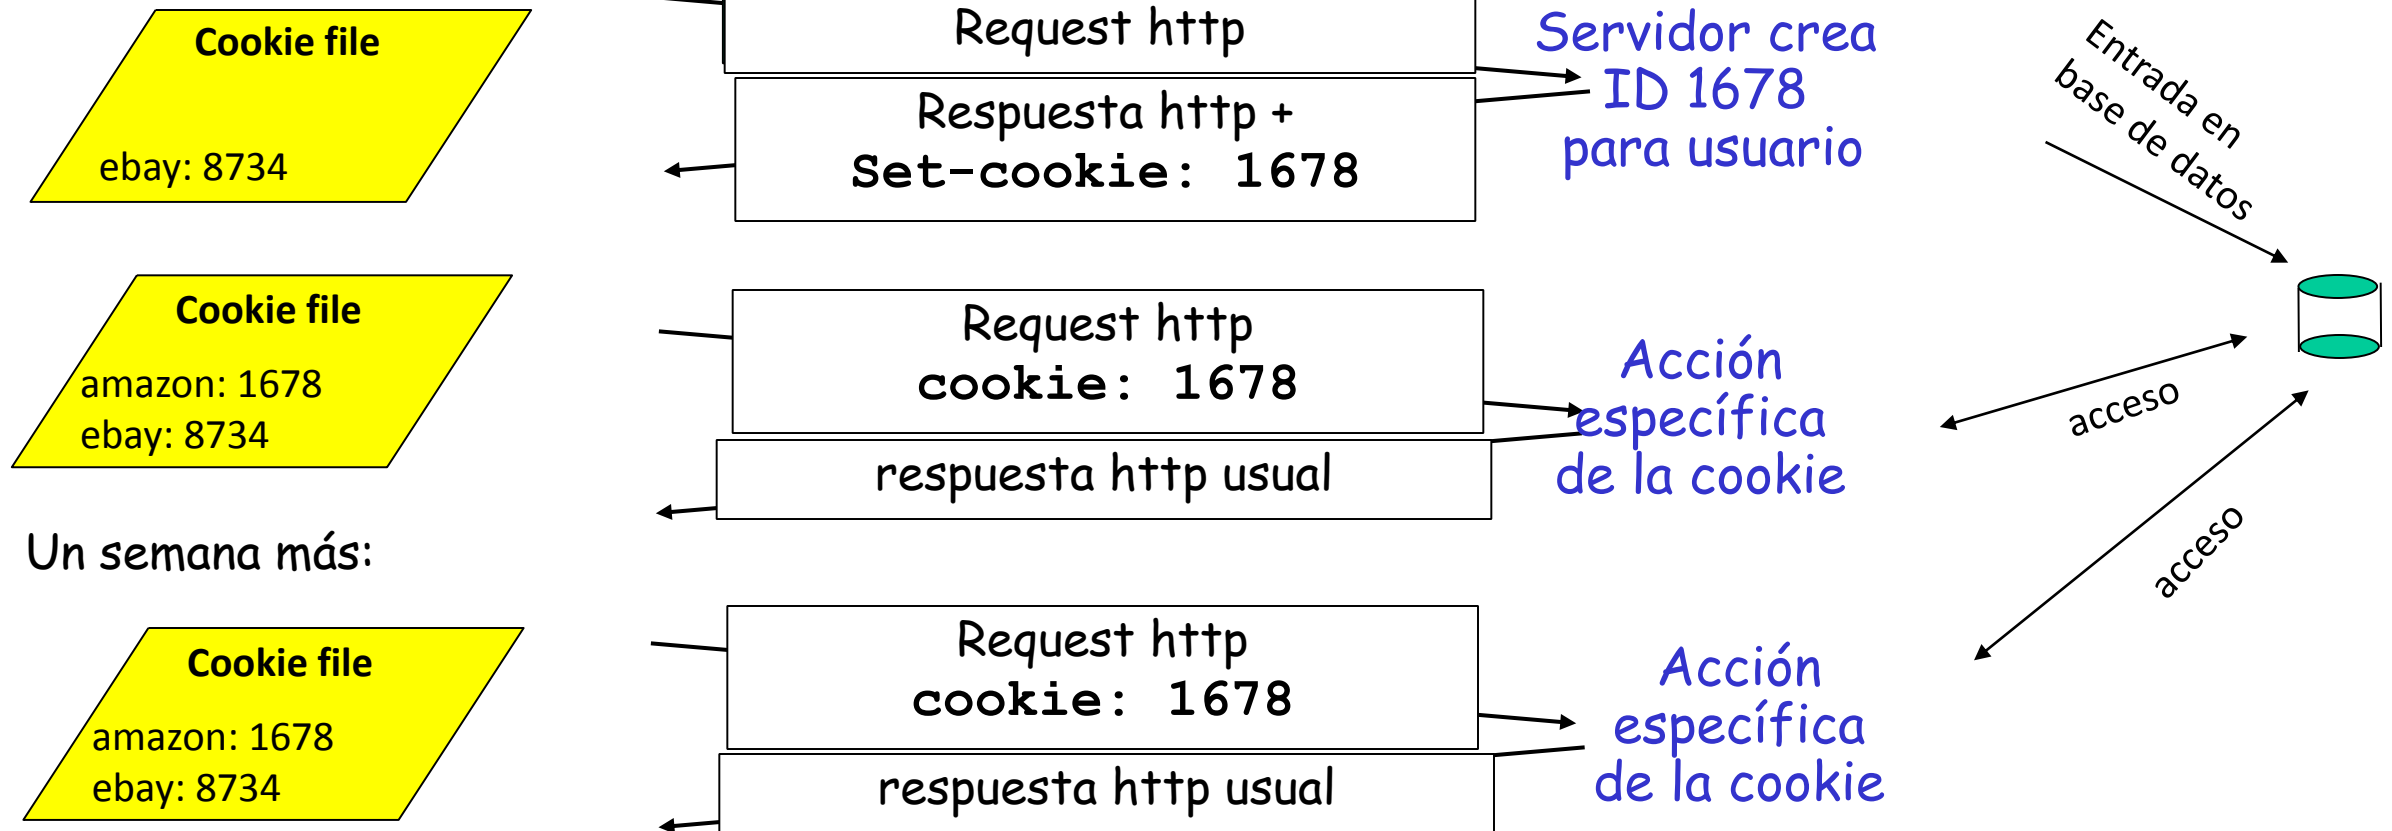 Cookie file
ebay: 8734
Request http
Respuesta http +
Set-cookie: 1678
Servidor crea
ID 1678
para usuario
Entrada en
base de datos
Cookie file
amazon: 1678
ebay: 8734
Request http
cookie: 1678
respuesta http usual
Acción
específica
de la cookie
acceso
acceso
Un semana más:
Cookie file
amazon: 1678
ebay: 8734
Request http
cookie: 1678
respuesta http usual
Acción
específica
de la cookie